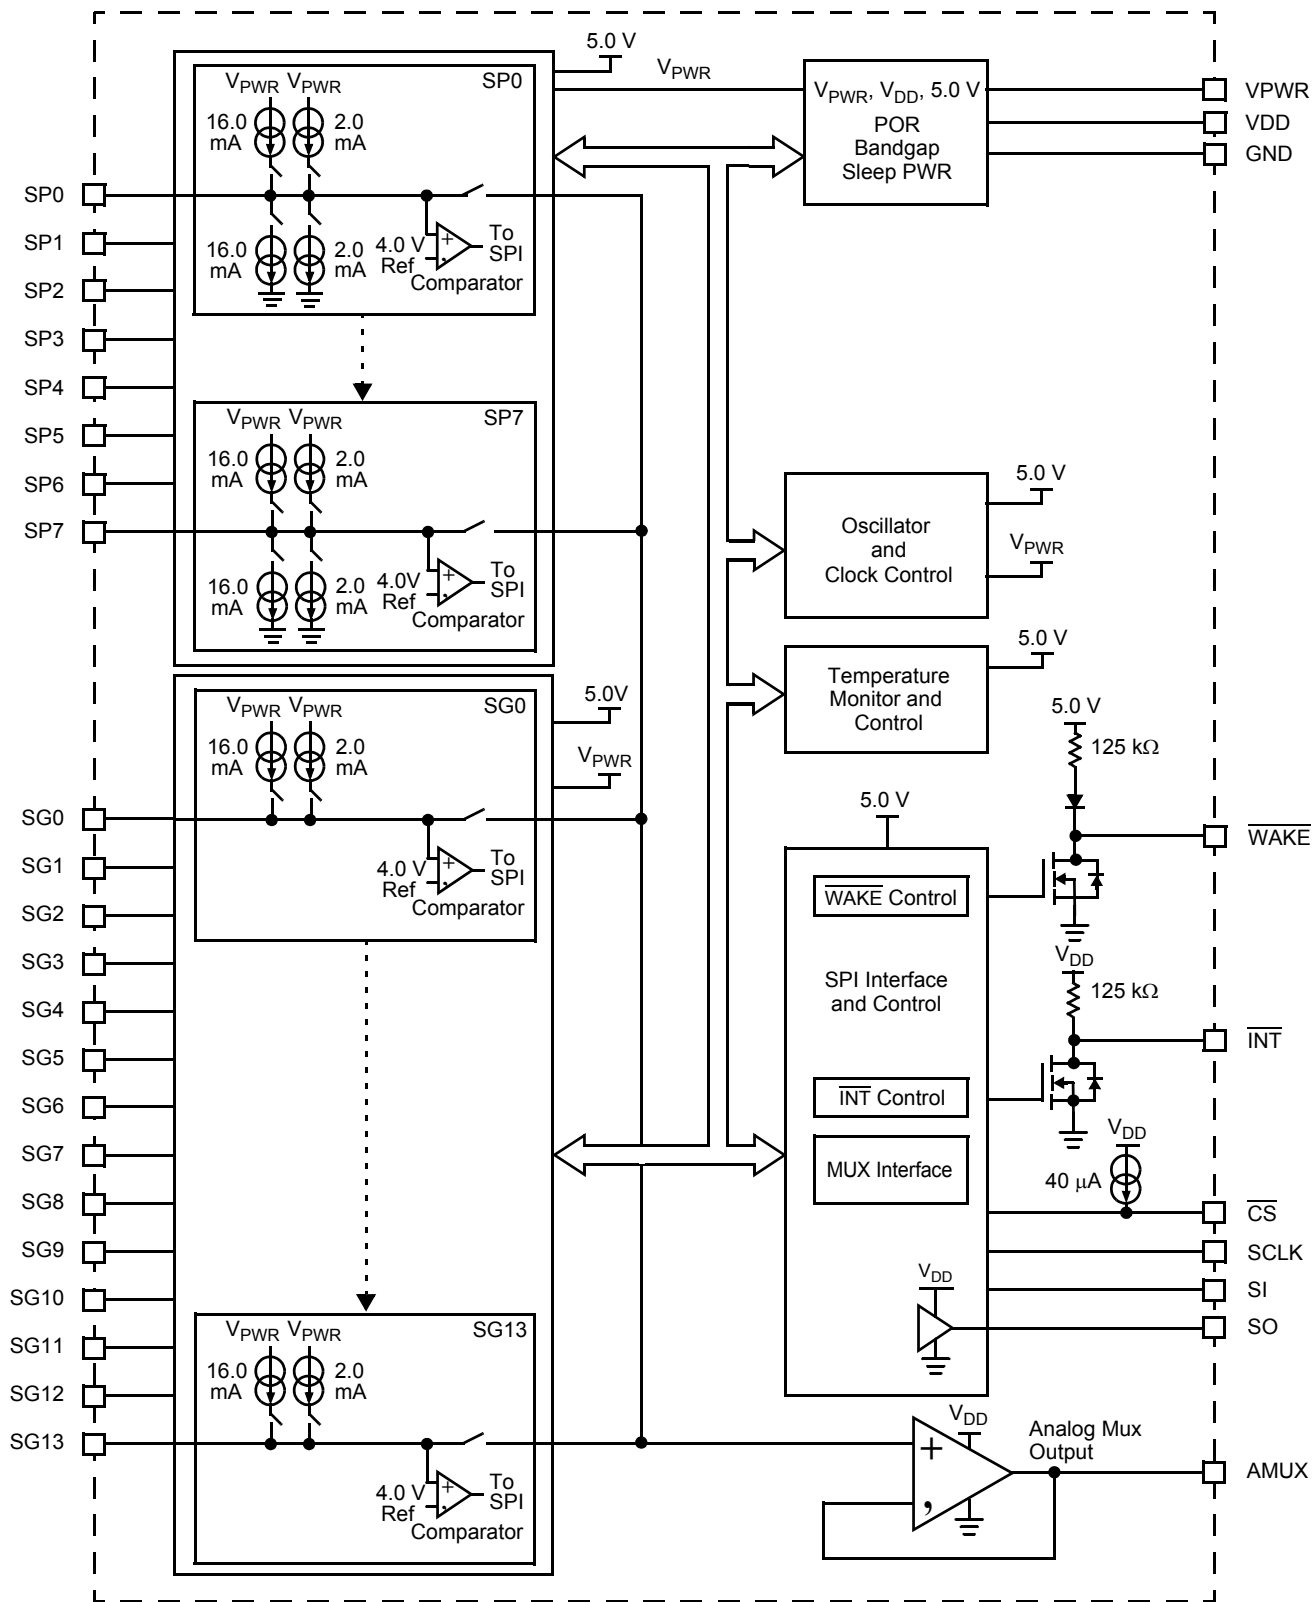 SP0
SP1
SP2
SP3
SP4
SP5
SP6
SP7
SG0
SG1
SG2
SG3
SG4
SG5
SG6
SG7
SG8
SG9
SG10
SG11
SG12
SG13
VPWR VPWR
SP0
16.0 mA
2.0 mA
16.0 mA
2.0 mA
4.0 V Ref
+
To SPI
Comparator
VPWR VPWR
SP7
16.0 mA
2.0 mA
16.0 mA
2.0 mA
4.0V Ref
+
To SPI
Comparator
5.0 V
VPWR
VPWR VPWR
SG0
16.0 mA
2.0 mA
4.0 V Ref
+
To SPI
Comparator
5.0V
VPWR
VPWR VPWR
SG13
16.0 mA
2.0 mA
4.0 V Ref
+
To SPI
Comparator
VPWR, VDD, 5.0 V
POR
Bandgap
Sleep PWR
VPWR
VDD
GND
Oscillator
and
Clock Control
5.0 V
VPWR
Temperature
Monitor and
Control
5.0 V
5.0 V
WAKE Control
SPI Interface
and Control
INT Control
MUX Interface
VDD
5.0 V
125 kΩ
WAKE
VDD
125 kΩ
INT
VDD
40 μA
CS
SCLK
SI
SO
VDD
+
,
Analog Mux
Output
AMUX